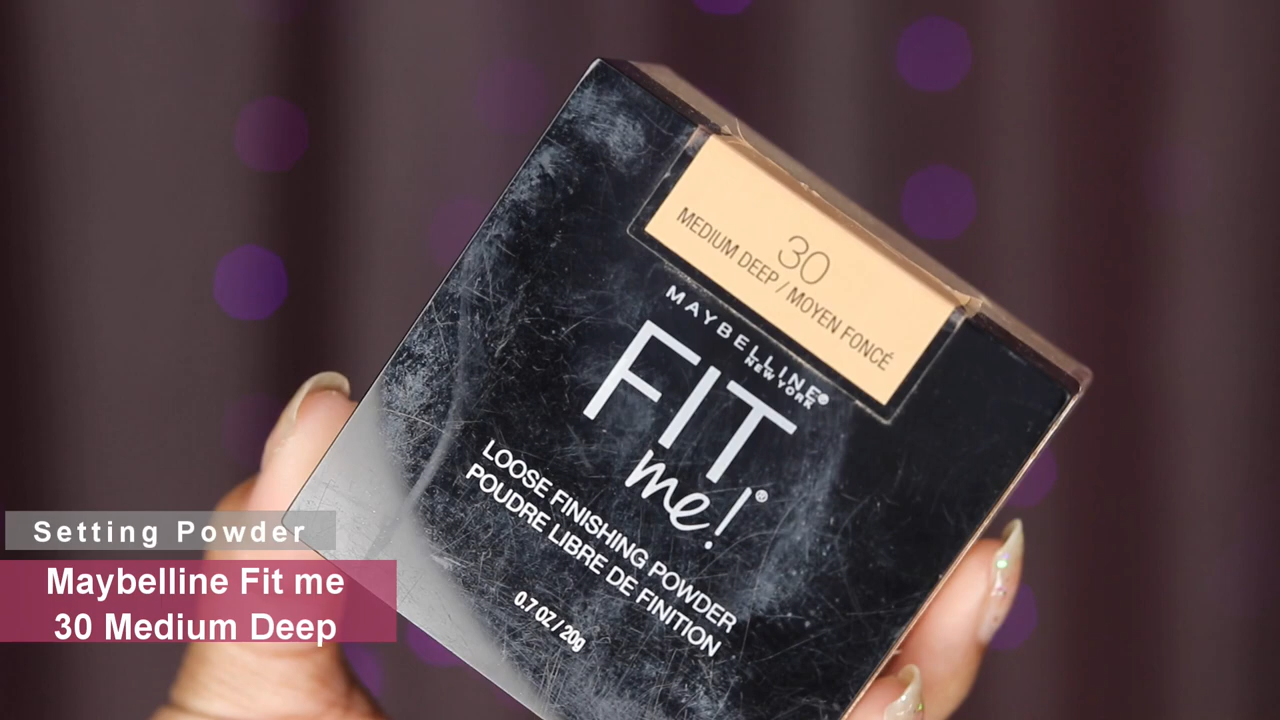 30
MEDIUM DEEP / MOYEN FONCÉ
MAYBELLINE®
NEW YORK
FIT
me!®
LOOSE FINISHING POWDER
POUDRE LIBRE DE FINITION
0.7 OZ / 20g
Setting Powder
Maybelline Fit me
30 Medium Deep